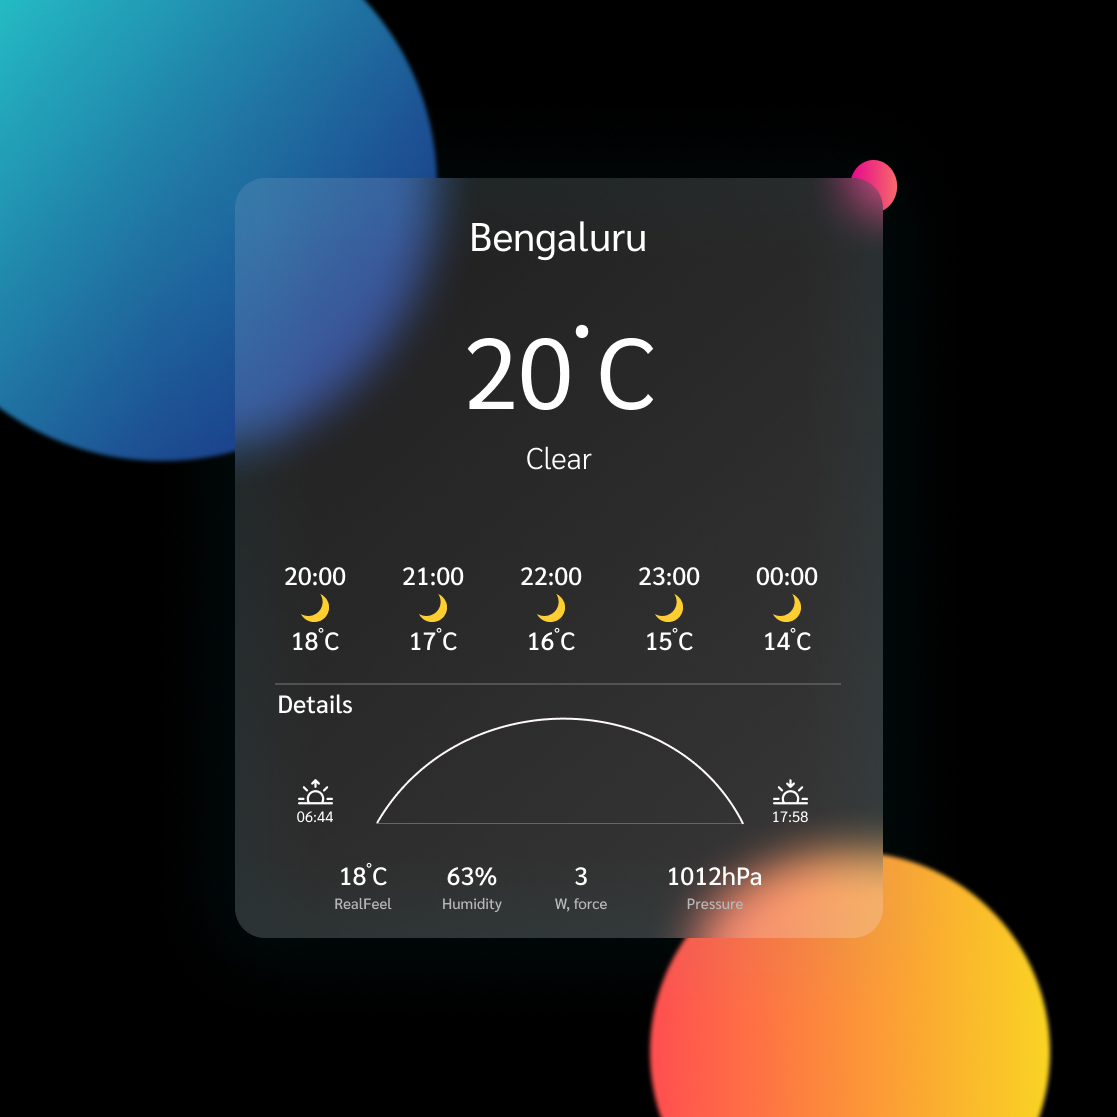 Bengaluru
20°C
Clear
20:00 21:00 22:00 23:00 00:00
18°C 17°C 16°C 15°C 14°C
Details
06:44 17:58
18°C 63% 3 1012hPa
RealFeel Humidity W, force Pressure